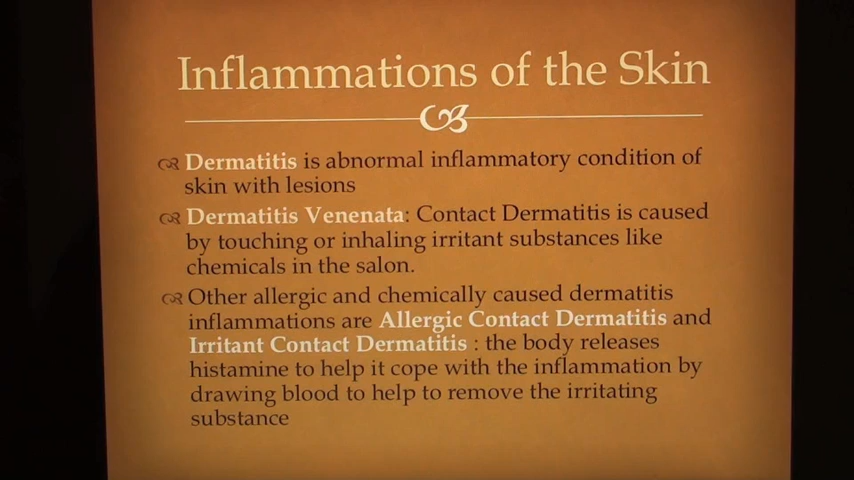 Inflammations of the Skin
Dermatitis is abnormal inflammatory condition of
skin with lesions
Dermatitis Venenata: Contact Dermatitis is caused
by touching or inhaling irritant substances like
chemicals in the salon.
Other allergic and chemically caused dermatitis
inflammations are Allergic Contact Dermatitis and
Irritant Contact Dermatitis : the body releases
histamine to help it cope with the inflammation by
drawing blood to help to remove the irritating
substance